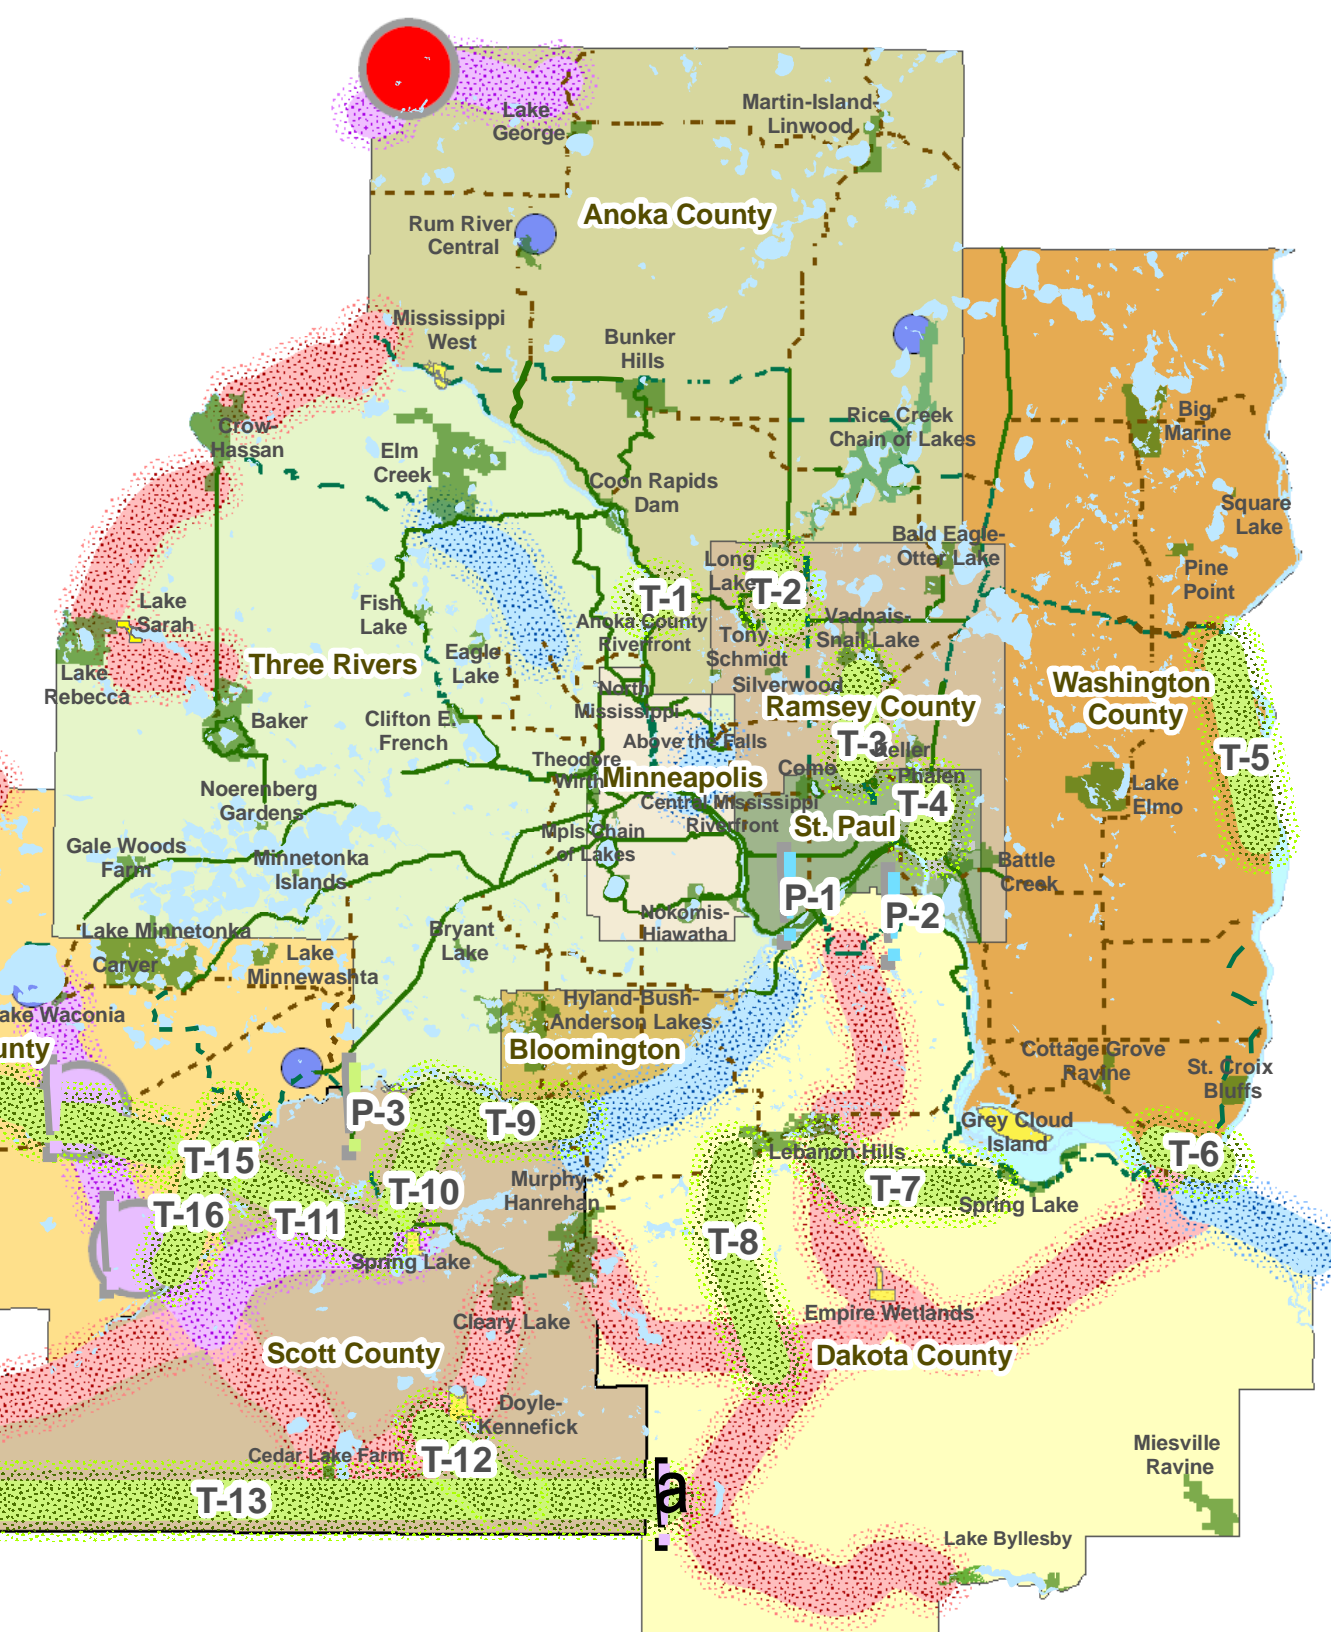 Lake
George
Martin-Island-
Linwood
Anoka County
Rum River
Central
Mississippi
West
Bunker
Hills
Rice Creek
Chain of Lakes
Big
Marine
Crow-
Hassan
Elm
Creek
Coon Rapids
Dam
Square
Lake
Bald Eagle-
Otter Lake
Long
Lake
T-2
T-1
Pine
Point
Lake
Sarah
Fish
Lake
Anoka County
Riverfront
Vadnais-
Snail Lake
Tony
Schmidt
Eagle
Lake
Three Rivers
Lake
Rebecca
Silverwood
Washington
County
North
Mississippi
Ramsey County
Baker
Clifton E.
French
Above the Falls
T-3
Keller
T-5
Theodore
Wirth
Minneapolis
Como
Phalen
Noerenberg
Gardens
Central Mississippi
Riverfront
T-4
Lake
Elmo
St. Paul
Mpls Chain
of Lakes
Gale Woods
Farm
Minnetonka
Islands
Battle
Creek
P-1
P-2
Nokomis-
Hiawatha
Bryant
Lake
Lake Minnetonka
Carver
Lake
Minnewashta
ake Waconia
Hyland-Bush-
Anderson Lakes
unty
Bloomington
Cottage Grove
Ravine
St. Croix
Bluffs
P-3
T-9
Grey Cloud
Island
T-15
Lebanon Hills
T-6
T-10
Murphy-
Hanrehan
T-7
Spring Lake
T-16
T-11
T-8
Spring Lake
Cleary Lake
Empire Wetlands
Scott County
Dakota County
Doyle-
Kennefick
Cedar Lake Farm
T-12
Miesville
Ravine
T-13
a
Lake Byllesby